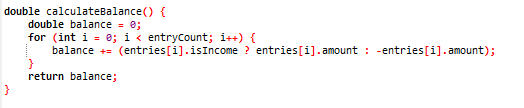 double calculateBalance() {
    double balance = 0;
    for (int i = 0; i < entryCount; i++) {
        balance += (entries[i].isIncome ? entries[i].amount : -entries[i].amount);
    }
    return balance;
}